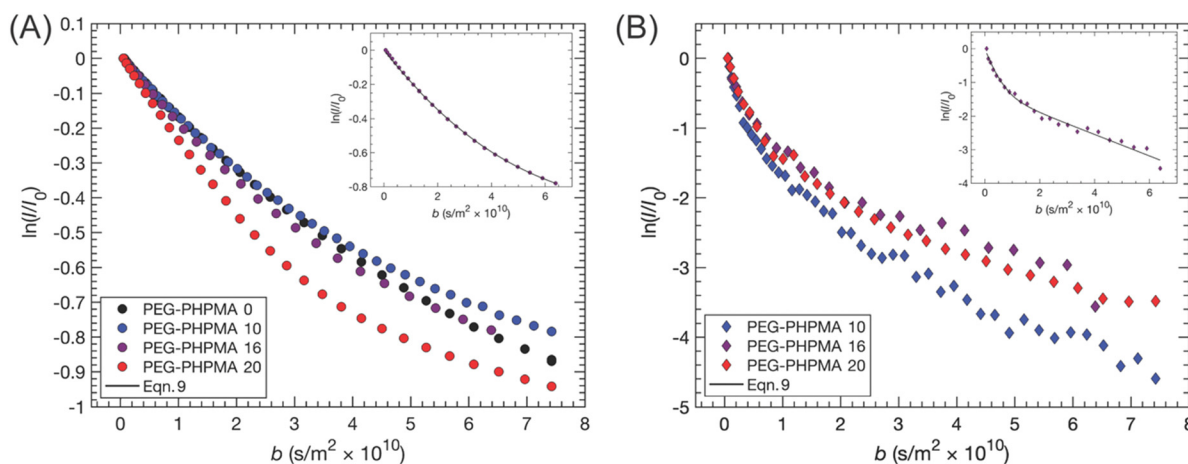 (A)
0.1
0
-0.1
-0.2
-0.3
-0.4
-0.5
-0.6
-0.7
-0.8
-0.9
-1
ln(I/I0)
0 1 2 3 4 5 6 7 8
b (s/m² × 10¹⁰)
PEG-PHPMA 0
PEG-PHPMA 10
PEG-PHPMA 16
PEG-PHPMA 20
Eqn.9
0
-0.2
-0.4
-0.6
-0.8
ln(I/I0)
0 2 4 6
b (s/m² × 10¹⁰)
(B)
0
-1
-2
-3
-4
-5
ln(I/I0)
0 1 2 3 4 5 6 7 8
b (s/m² × 10¹⁰)
PEG-PHPMA 10
PEG-PHPMA 16
PEG-PHPMA 20
Eqn.9
1
0
-1
-2
-3
-4
ln(I/I0)
0 2 4 6
b (s/m² × 10¹⁰)